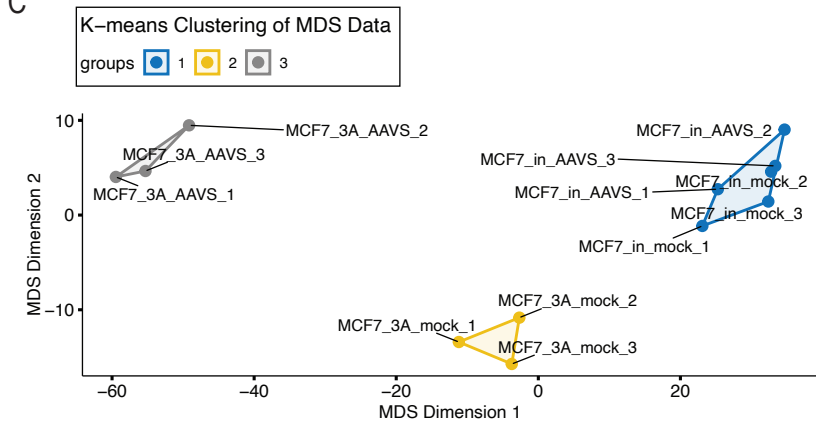 C
K−means Clustering of MDS Data
groups 1 2 3
10
0
−10
MDS Dimension 2
MCF7_3A_AAVS_2
MCF7_3A_AAVS_3
MCF7_3A_AAVS_1
MCF7_in_AAVS_2
MCF7_in_AAVS_3
MCF7_in_mock_2
MCF7_in_AAVS_1
MCF7_in_mock_3
MCF7_in_mock_1
MCF7_3A_mock_2
MCF7_3A_mock_1
MCF7_3A_mock_3
−60 −40 −20 0 20
MDS Dimension 1